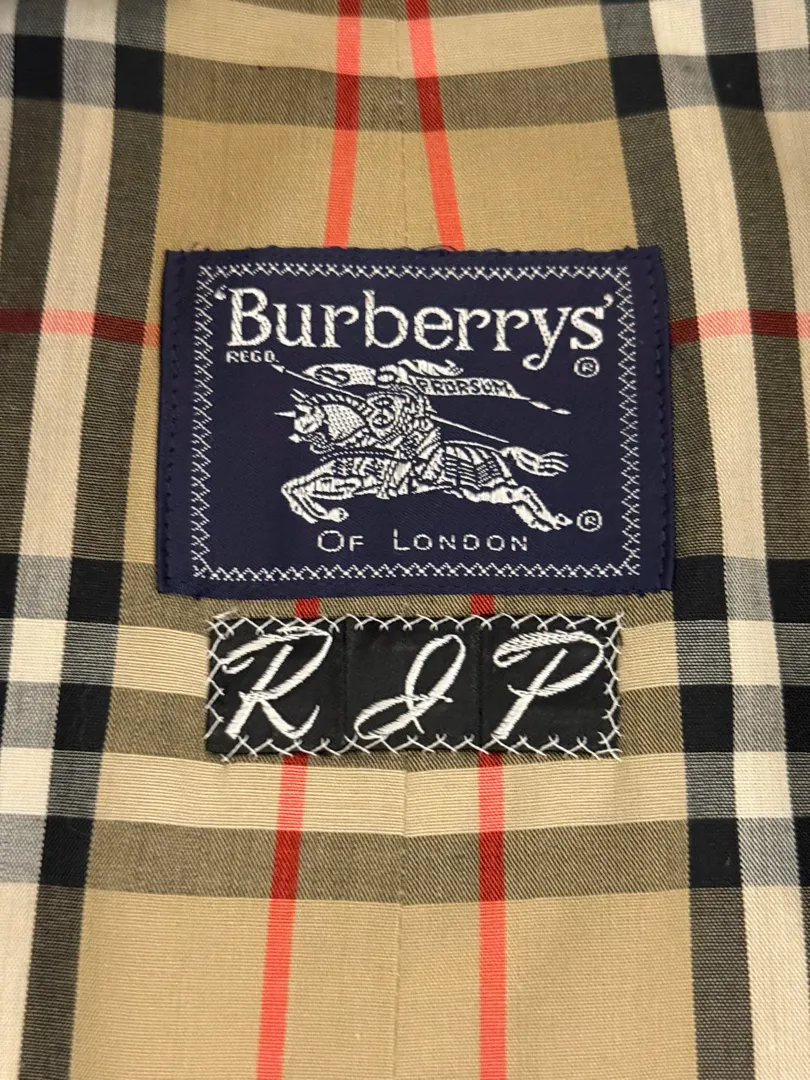 'Burberrys'
REGD. ®
PRORSUM
®
OF LONDON
R J P